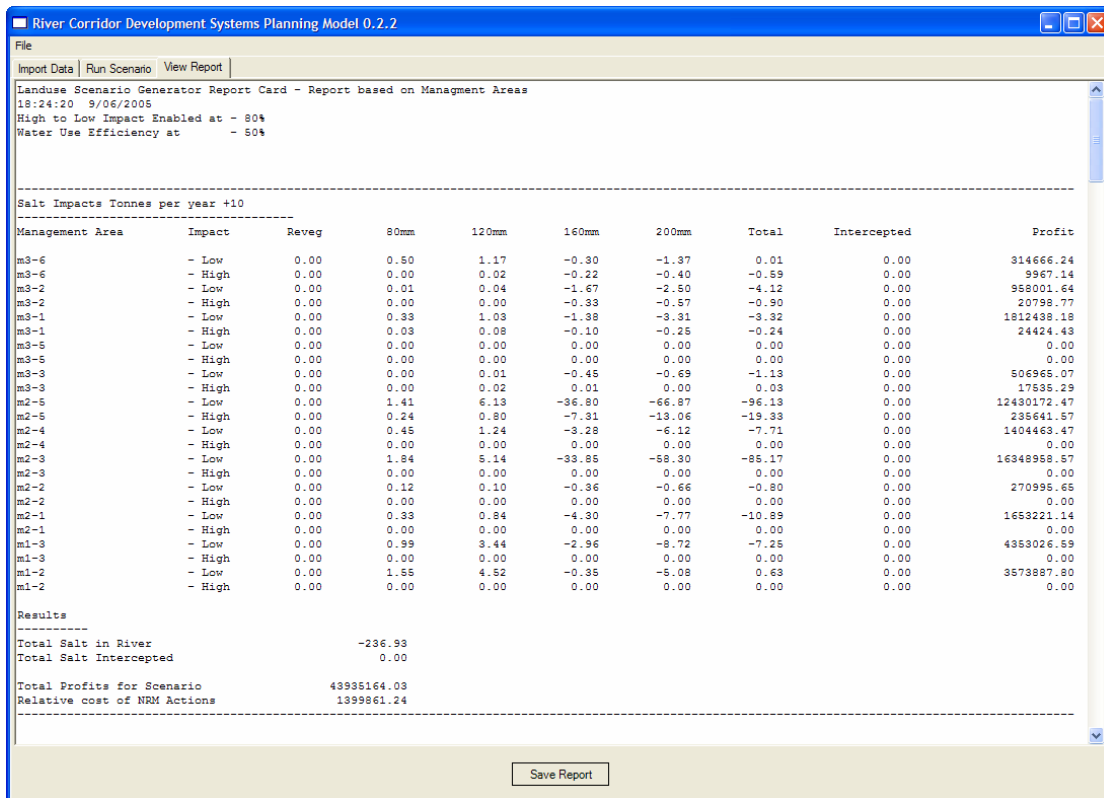 River Corridor Development Systems Planning Model 0.2.2
File
Import Data Run Scenario View Report
Landuse Scenario Generator Report Card - Report based on Managment Areas
18:24:20 9/06/2005
High to Low Impact Enabled at - 80%
Water Use Efficiency at - 50%
Salt Impacts Tonnes per year +10
Management Area Impact Reveg 80mm 120mm 160mm 200mm Total Intercepted Profit
m3-6 - Low 0.00 0.50 1.17 -0.30 -1.37 0.01 0.00 314666.24
m3-6 - High 0.00 0.00 0.02 -0.22 -0.40 -0.59 0.00 9967.14
m3-2 - Low 0.00 0.01 0.04 -1.67 -2.50 -4.12 0.00 958001.64
m3-2 - High 0.00 0.00 0.00 -0.33 -0.57 -0.90 0.00 20798.77
m3-1 - Low 0.00 0.33 1.03 -1.38 -3.31 -3.32 0.00 1812438.18
m3-1 - High 0.00 0.03 0.08 -0.10 -0.25 -0.24 0.00 24424.43
m3-5 - Low 0.00 0.00 0.00 0.00 0.00 0.00 0.00 0.00
m3-5 - High 0.00 0.00 0.00 0.00 0.00 0.00 0.00 0.00
m3-3 - Low 0.00 0.00 0.01 -0.45 -0.69 -1.13 0.00 506965.07
m3-3 - High 0.00 0.00 0.02 0.01 0.00 0.03 0.00 17535.29
m2-5 - Low 0.00 1.41 6.13 -36.80 -66.87 -96.13 0.00 12430172.47
m2-5 - High 0.00 0.24 0.80 -7.31 -13.06 -19.33 0.00 235641.57
m2-4 - Low 0.00 0.45 1.24 -3.28 -6.12 -7.71 0.00 1404463.47
m2-4 - High 0.00 0.00 0.00 0.00 0.00 0.00 0.00 0.00
m2-3 - Low 0.00 1.84 5.14 -33.85 -58.30 -85.17 0.00 16348958.57
m2-3 - High 0.00 0.00 0.00 0.00 0.00 0.00 0.00 0.00
m2-2 - Low 0.00 0.12 0.10 -0.36 -0.66 -0.80 0.00 270995.65
m2-2 - High 0.00 0.00 0.00 0.00 0.00 0.00 0.00 0.00
m2-1 - Low 0.00 0.33 0.84 -4.30 -7.77 -10.89 0.00 1653221.14
m2-1 - High 0.00 0.00 0.00 0.00 0.00 0.00 0.00 0.00
m1-3 - Low 0.00 0.99 3.44 -2.96 -8.72 -7.25 0.00 4353026.59
m1-3 - High 0.00 0.00 0.00 0.00 0.00 0.00 0.00 0.00
m1-2 - Low 0.00 1.55 4.52 -0.35 -5.08 0.63 0.00 3573887.80
m1-2 - High 0.00 0.00 0.00 0.00 0.00 0.00 0.00 0.00
Results
Total Salt in River -236.93
Total Salt Intercepted 0.00
Total Profits for Scenario 43935164.03
Relative cost of NRM Actions 1399861.24
Save Report